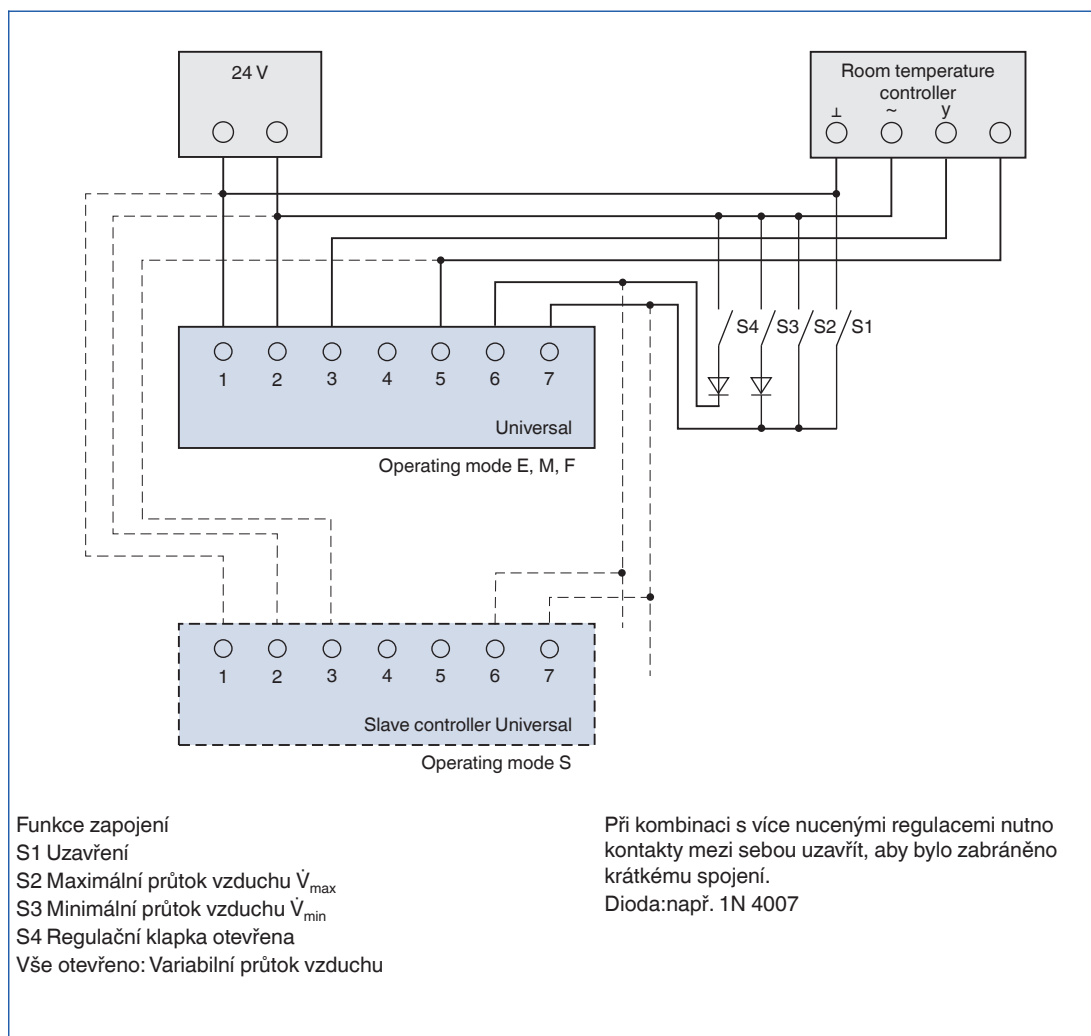 24 V
Room temperature
controller
⊥ ~ y
S4 S3 S2 S1
1 2 3 4 5 6 7
Universal
Operating mode E, M, F
1 2 3 4 5 6 7
Slave controller Universal
Operating mode S
Funkce zapojení
S1 Uzavření
S2 Maximální průtok vzduchu V̇max
S3 Minimální průtok vzduchu V̇min
S4 Regulační klapka otevřena
Vše otevřeno: Variabilní průtok vzduchu
Při kombinaci s více nucenými regulacemi nutno
kontakty mezi sebou uzavřít, aby bylo zabráněno
krátkému spojení.
Dioda:např. 1N 4007